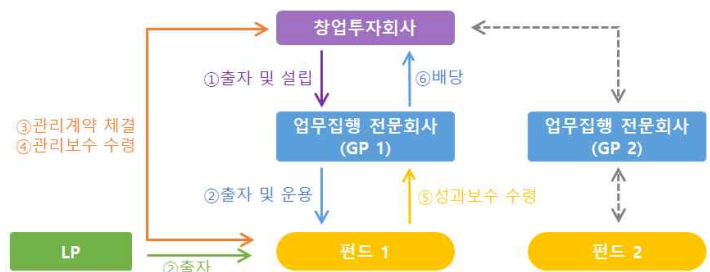 창업투자회사
①출자 및 설립
⑥배당
③관리계약 체결
④관리보수 수령
업무집행 전문회사
(GP 1)
업무집행 전문회사
(GP 2)
②출자 및 운용
⑤성과보수 수령
LP
②출자
펀드 1
펀드 2